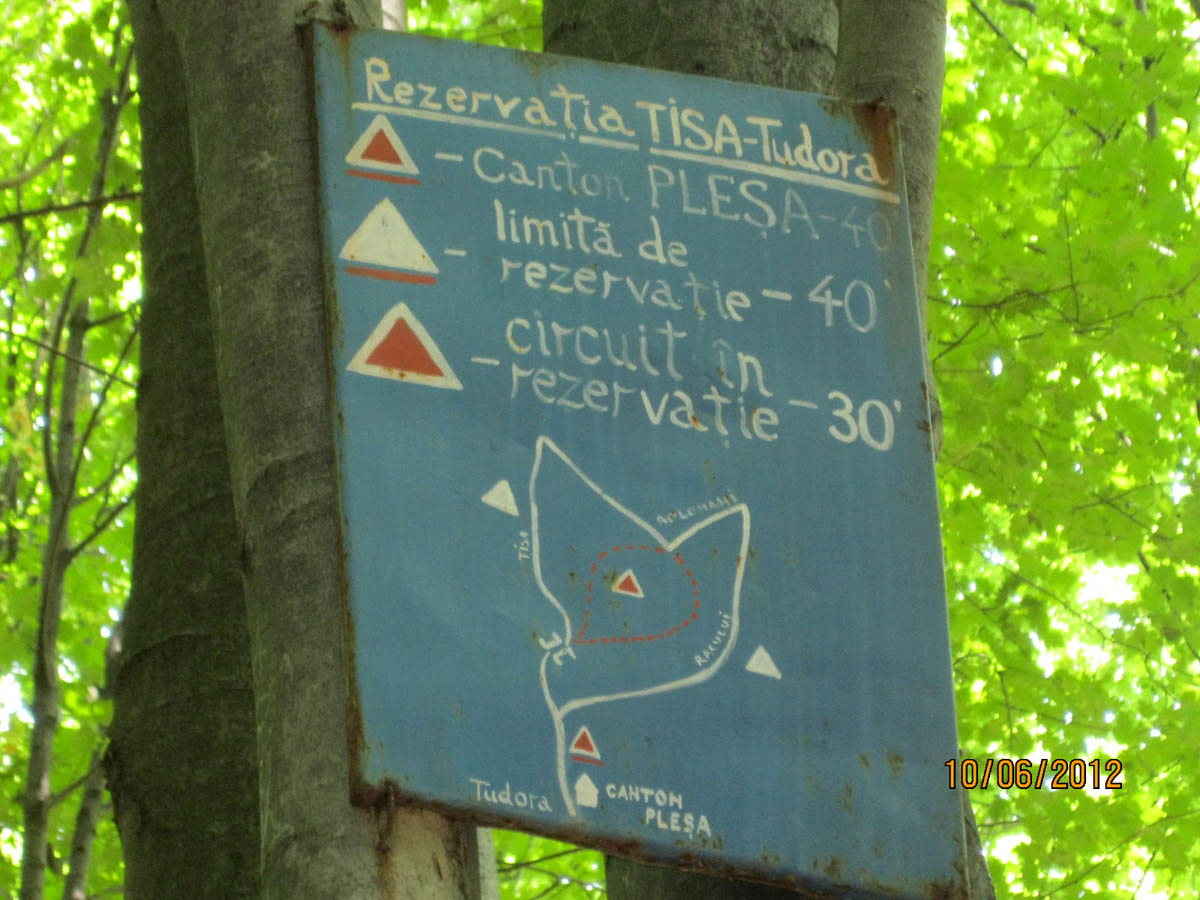 Rezervația TISA-Tudora
- Canton PLEȘA - 40
- limită de
rezervație - 40'
- circuit în
rezervație - 30'
Tisa
RACULUI
Tudora
CANTON
PLEȘA
10/06/2012